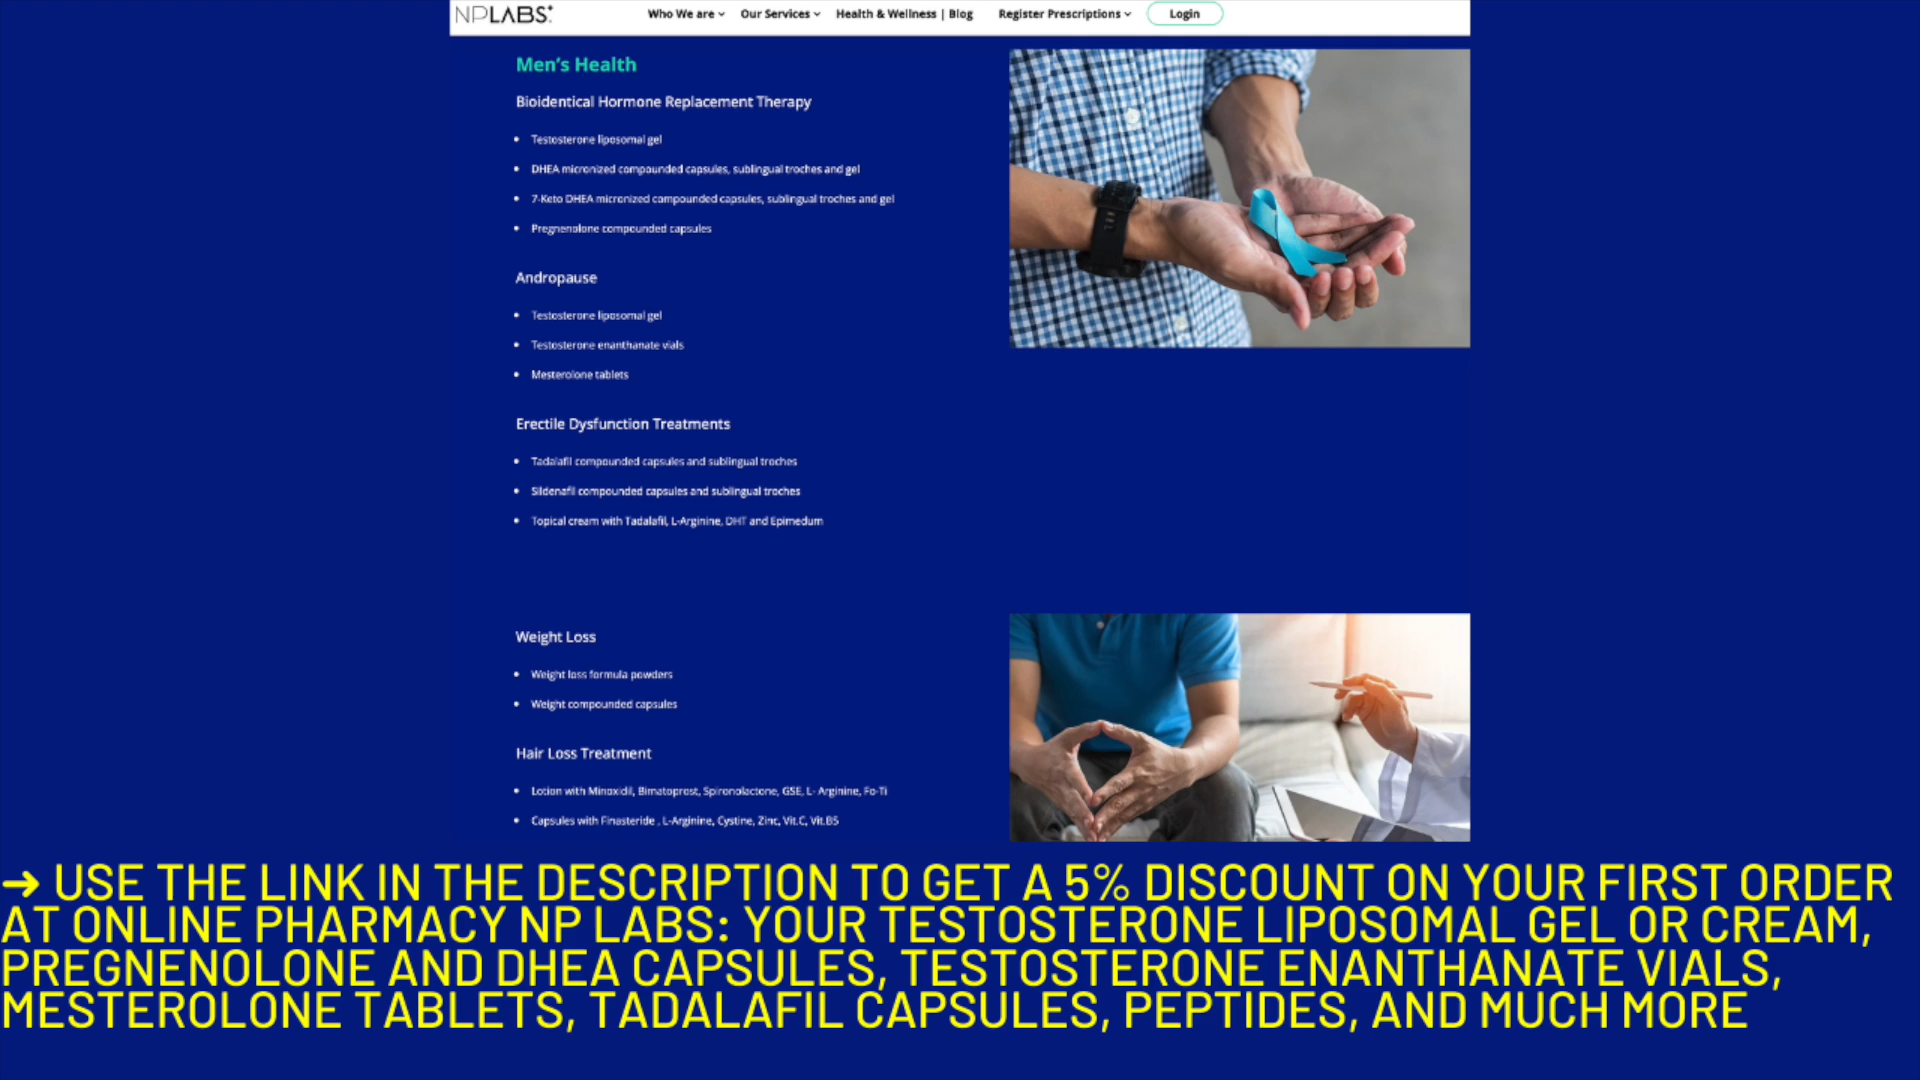 NPLABS
Who We are
Our Services
Health & Wellness | Blog
Register Prescriptions
Login
Men's Health
Bioidentical Hormone Replacement Therapy
• Testosterone liposomal gel
• DHEA micronized compounded capsules, sublingual troches and gel
• 7-Keto DHEA micronized compounded capsules, sublingual troches and gel
• Pregnenolone compounded capsules
Andropause
• Testosterone liposomal gel
• Testosterone enanthanate vials
• Mesterolone tablets
Erectile Dysfunction Treatments
• Tadalafil compounded capsules and sublingual troches
• Sildenafil compounded capsules and sublingual troches
• Topical cream with Tadalafil, L-Arginine, DHT and Epimedum
Weight Loss
• Weight loss formula powders
• Weight compounded capsules
Hair Loss Treatment
• Lotion with Minoxidil, Bimatoprost, Spironolactone, GSE, L- Arginine, Fo-Ti
• Capsules with Finasteride , L-Arginine, Cystine, Zinc, Vit.C, Vit.B5
➔ USE THE LINK IN THE DESCRIPTION TO GET A 5% DISCOUNT ON YOUR FIRST ORDER
AT ONLINE PHARMACY NP LABS: YOUR TESTOSTERONE LIPOSOMAL GEL OR CREAM,
PREGNENOLONE AND DHEA CAPSULES, TESTOSTERONE ENANTHANATE VIALS,
MESTEROLONE TABLETS, TADALAFIL CAPSULES, PEPTIDES, AND MUCH MORE